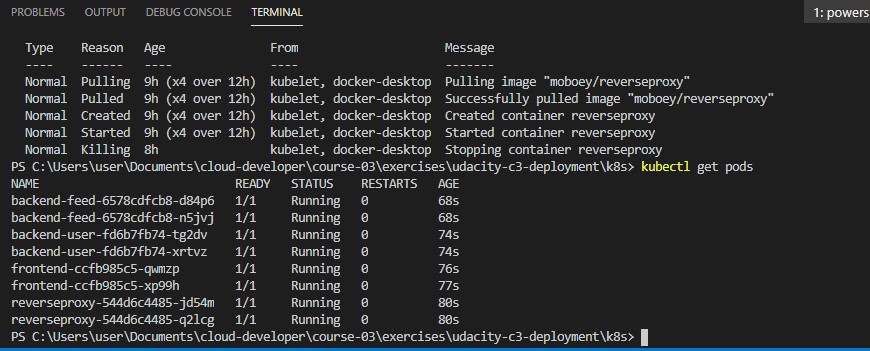 PROBLEMS OUTPUT DEBUG CONSOLE TERMINAL 1: powers
Type Reason Age From Message
---- ------ ---- ---- -------
Normal Pulling 9h (x4 over 12h) kubelet, docker-desktop Pulling image "moboey/reverseproxy"
Normal Pulled 9h (x4 over 12h) kubelet, docker-desktop Successfully pulled image "moboey/reverseproxy"
Normal Created 9h (x4 over 12h) kubelet, docker-desktop Created container reverseproxy
Normal Started 9h (x4 over 12h) kubelet, docker-desktop Started container reverseproxy
Normal Killing 8h kubelet, docker-desktop Stopping container reverseproxy
PS C:\Users\user\Documents\cloud-developer\course-03\exercises\udacity-c3-deployment\k8s> kubectl get pods
NAME READY STATUS RESTARTS AGE
backend-feed-6578cdfcb8-d84p6 1/1 Running 0 68s
backend-feed-6578cdfcb8-n5jvj 1/1 Running 0 68s
backend-user-fd6b7fb74-tg2dv 1/1 Running 0 74s
backend-user-fd6b7fb74-xrtvz 1/1 Running 0 74s
frontend-ccfb985c5-qwmzp 1/1 Running 0 76s
frontend-ccfb985c5-xp99h 1/1 Running 0 77s
reverseproxy-544d6c4485-jd54m 1/1 Running 0 80s
reverseproxy-544d6c4485-q2lcg 1/1 Running 0 80s
PS C:\Users\user\Documents\cloud-developer\course-03\exercises\udacity-c3-deployment\k8s>